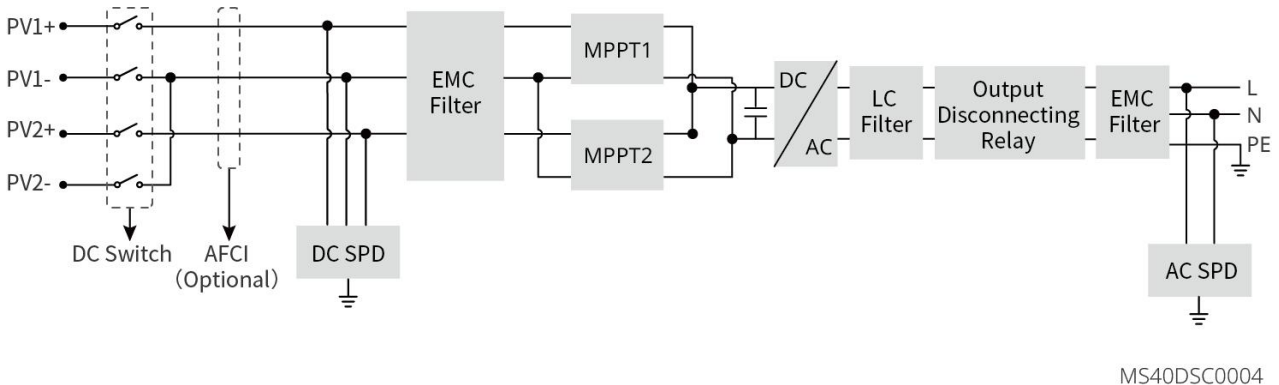 PV1+
PV1-
PV2+
PV2-
DC Switch
AFCI
（Optional）
DC SPD
EMC
Filter
MPPT1
MPPT2
DC
AC
LC
Filter
Output
Disconnecting
Relay
EMC
Filter
L
N
PE
AC SPD
MS40DSC0004